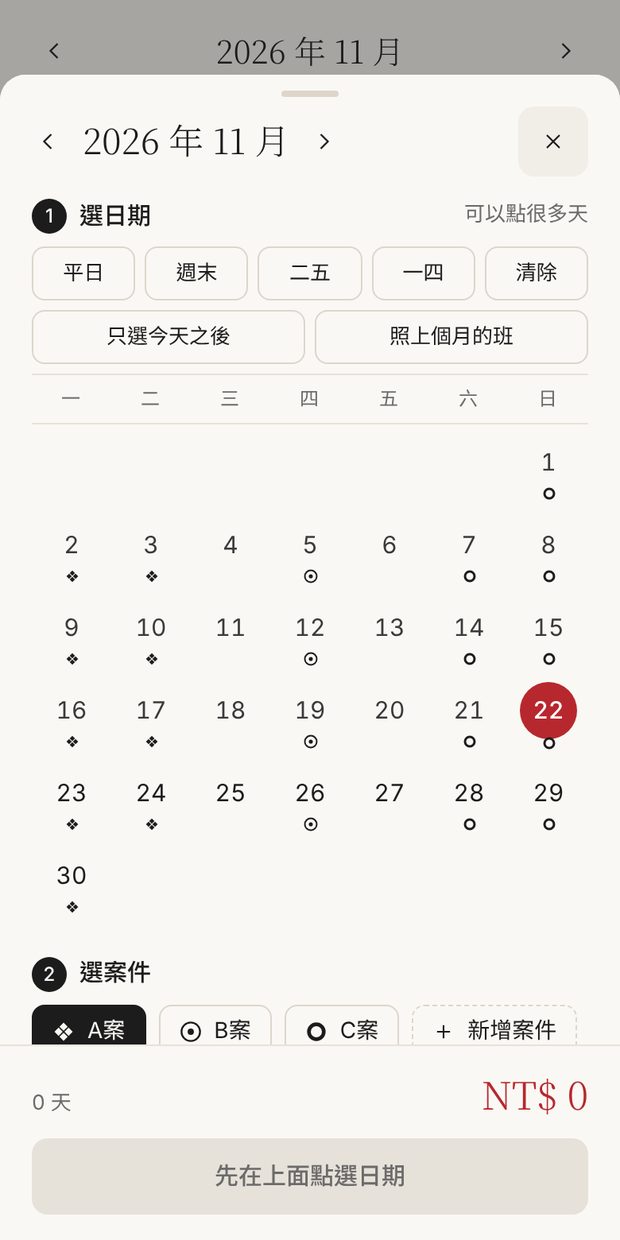 2026 年 11 月
2026 年 11 月
1 選日期 可以點很多天
平日 週末 二五 一四 清除
只選今天之後 照上個月的班
一 二 三 四 五 六 日
1
2 3 4 5 6 7 8
9 10 11 12 13 14 15
16 17 18 19 20 21 22
23 24 25 26 27 28 29
30
2 選案件
A案 B案 C案 + 新增案件
0 天 NT$ 0
先在上面點選日期